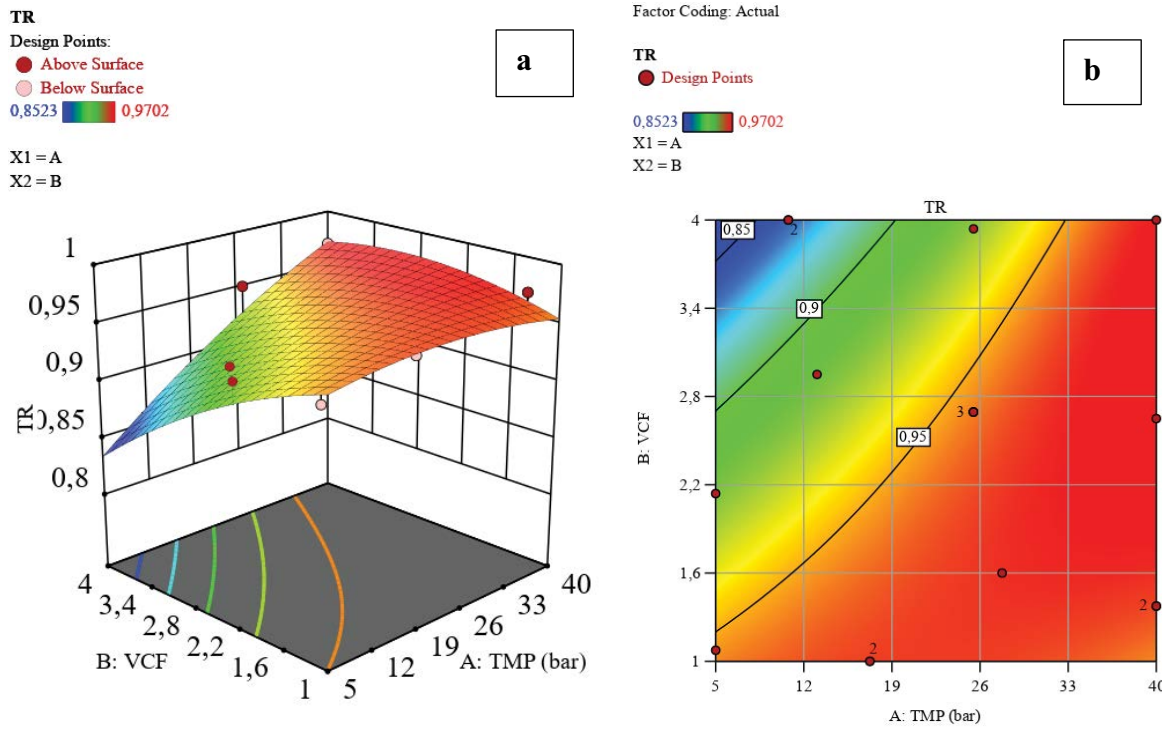 TR
Design Points:
Above Surface
Below Surface
0,8523 0,9702
X1 = A
X2 = B
a
1
0,95
0,9
0,85
0,8
TR
4
3,4
2,8
2,2
1,6
1
B: VCF
40
33
26
19
12
5
A: TMP (bar)
Factor Coding: Actual
TR
Design Points
0,8523 0,9702
X1 = A
X2 = B
b
TR
4
3,4
2,8
2,2
1,6
1
B: VCF
0,85
2
0,9
3
0,95
2
2
5 12 19 26 33 40
A: TMP (bar)